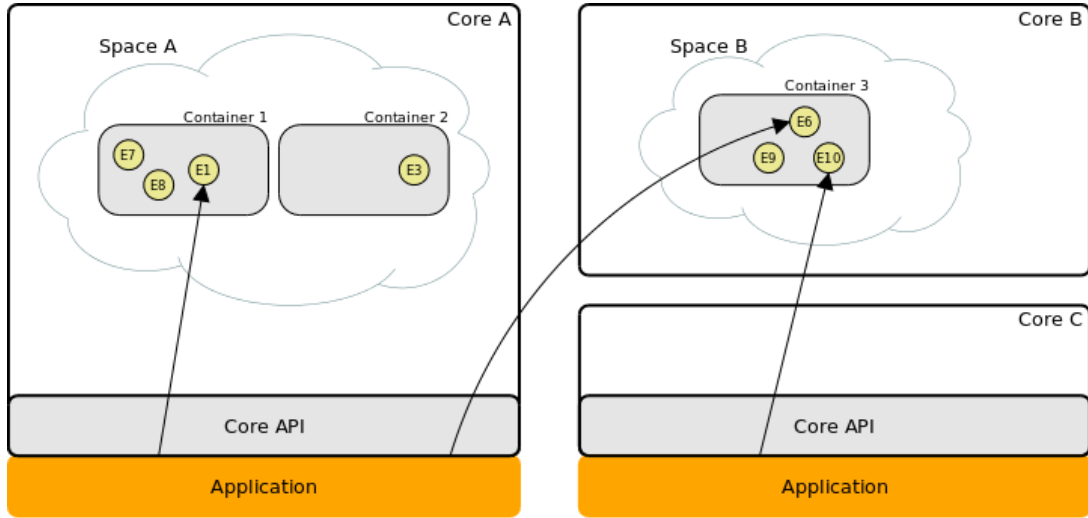 Core A
Space A
Container 1
Container 2
E7
E8
E1
E3
Core API
Application
Core B
Space B
Container 3
E6
E9
E10
Core C
Core API
Application